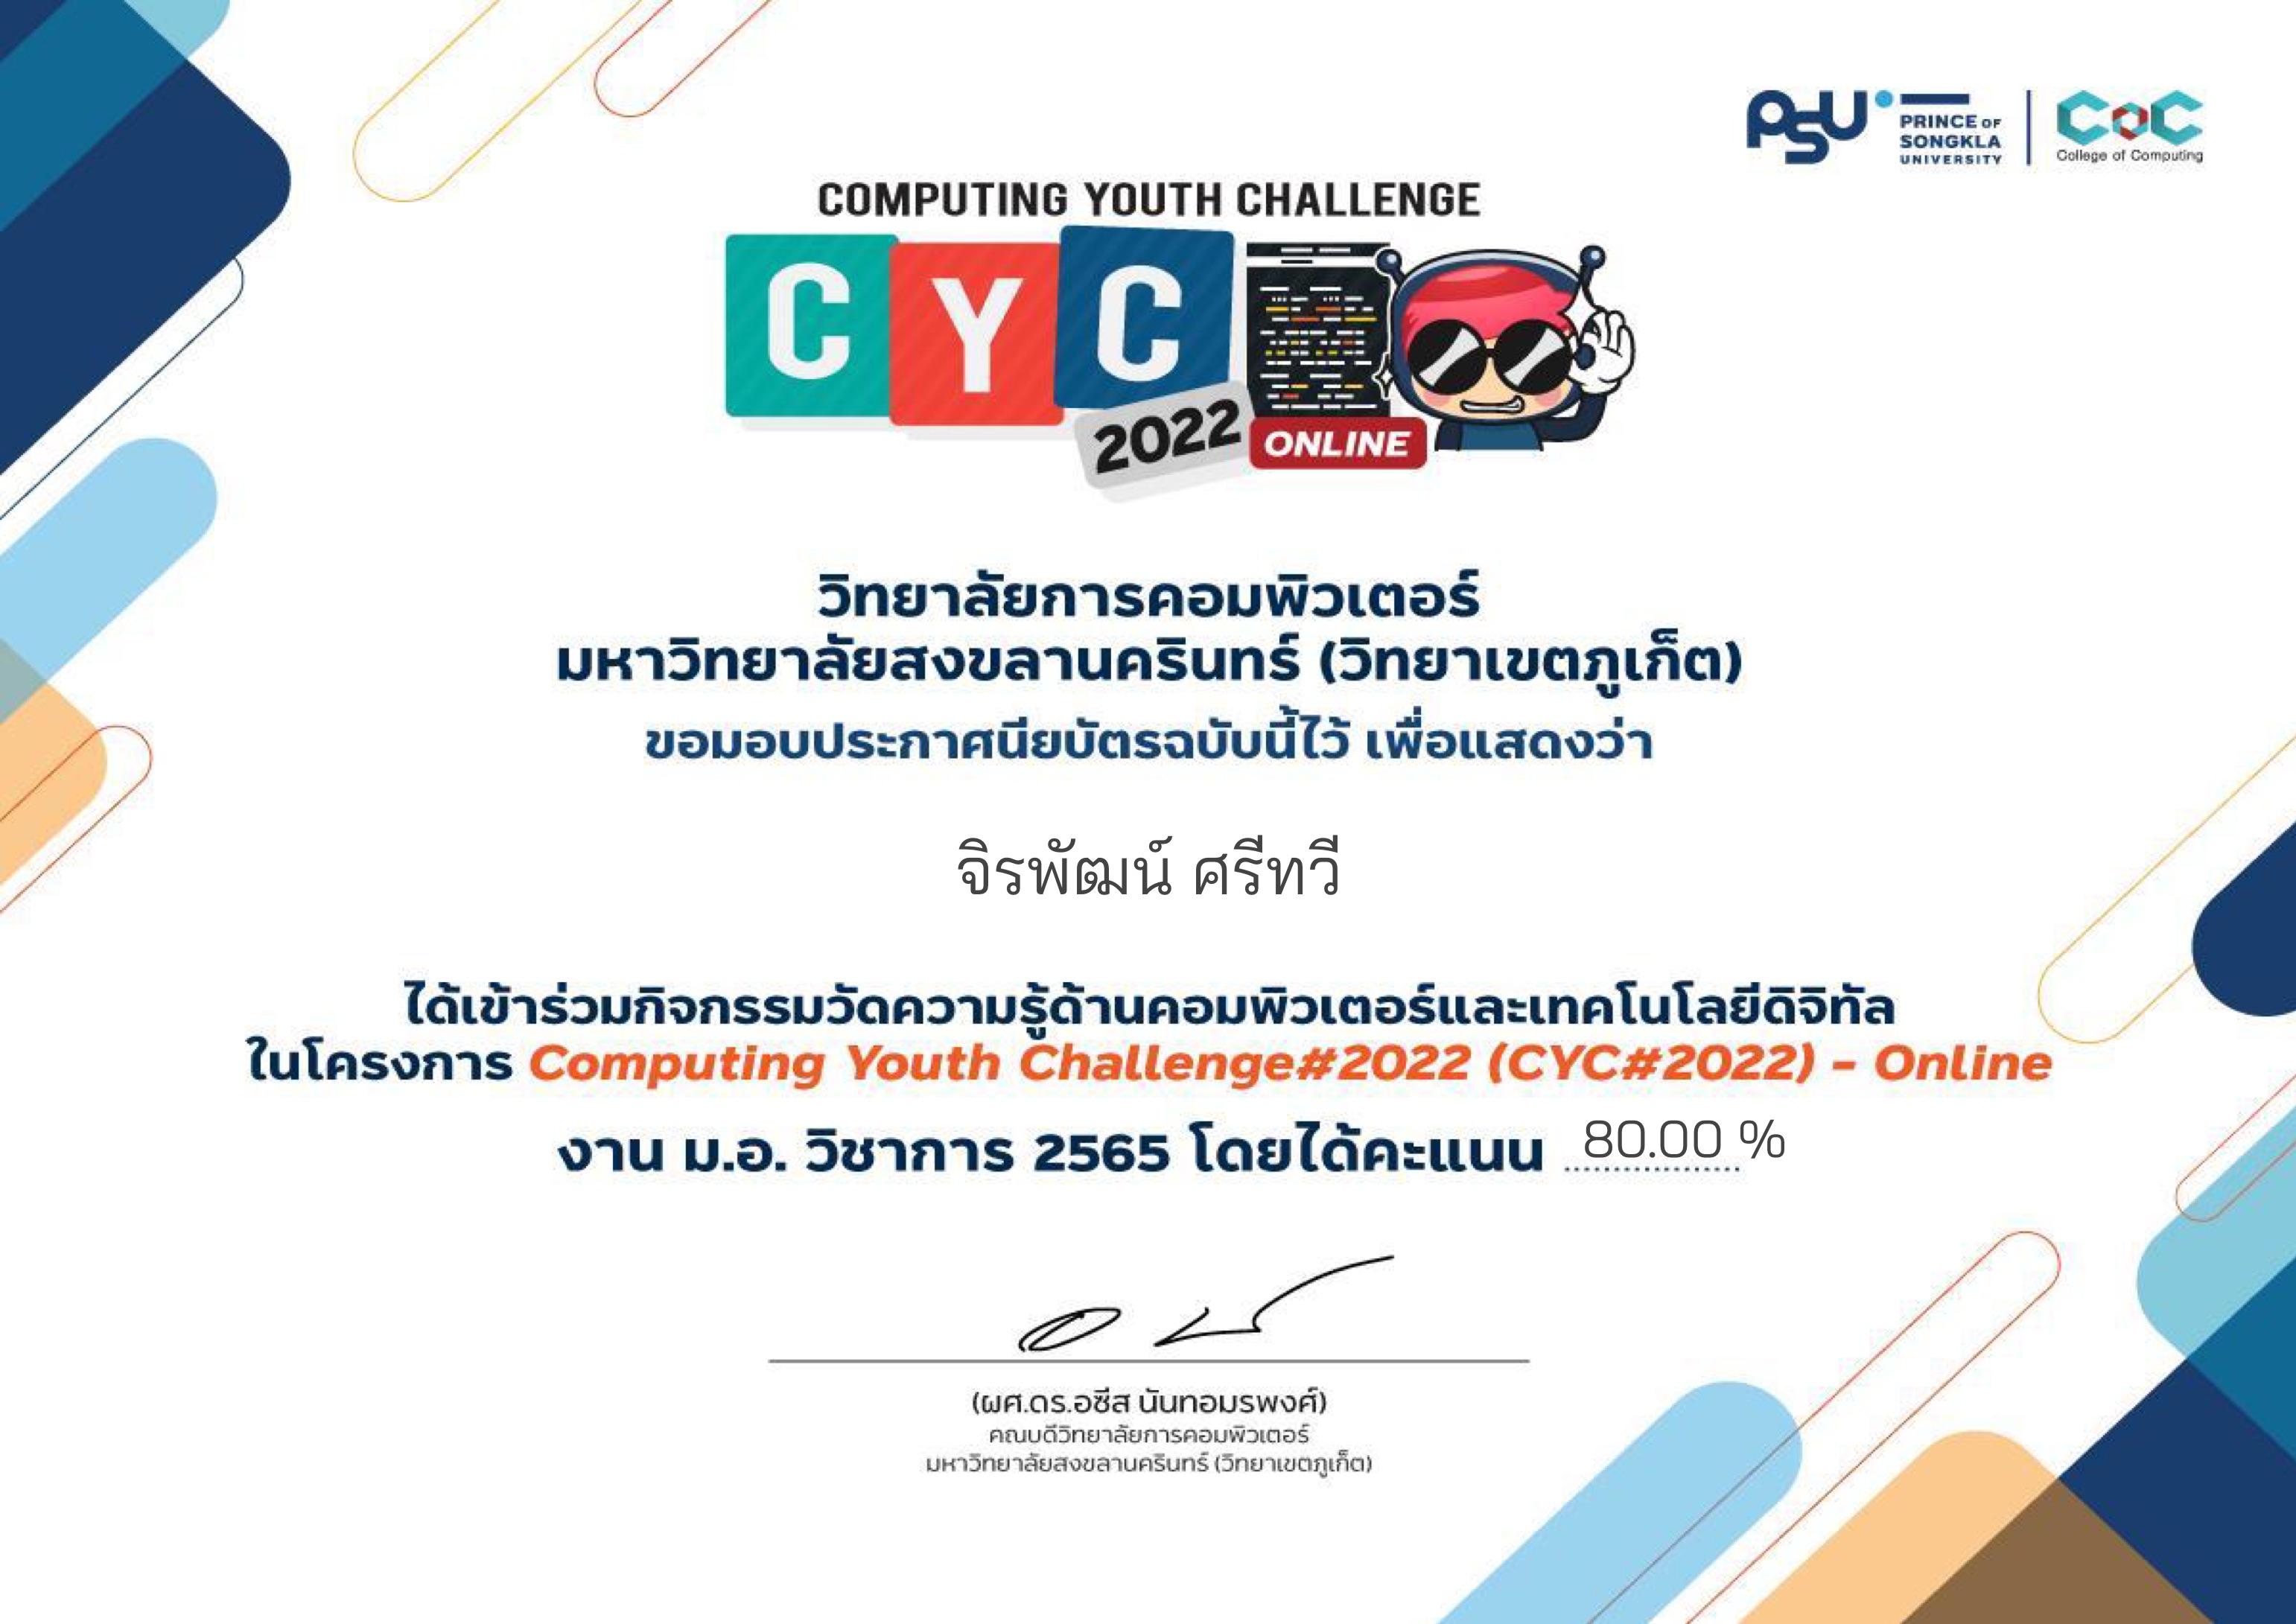 PSU PRINCE OF SONGKLA UNIVERSITY
CoC College of Computing
COMPUTING YOUTH CHALLENGE
CYC
2022
ONLINE
วิทยาลัยการคอมพิวเตอร์
มหาวิทยาลัยสงขลานครินทร์ (วิทยาเขตภูเก็ต)
ขอมอบประกาศนียบัตรฉบับนี้ไว้ เพื่อแสดงว่า
จิรพัฒน์ ศรีทวี
ได้เข้าร่วมกิจกรรมวัดความรู้ด้านคอมพิวเตอร์และเทคโนโลยีดิจิทัล
ในโครงการ Computing Youth Challenge#2022 (CYC#2022) - Online
งาน ม.อ. วิชาการ 2565 โดยได้คะแนน 80.00 %
(ผศ.ดร.อซีส นันทอมรพงศ์)
คณบดีวิทยาลัยการคอมพิวเตอร์
มหาวิทยาลัยสงขลานครินทร์ (วิทยาเขตภูเก็ต)